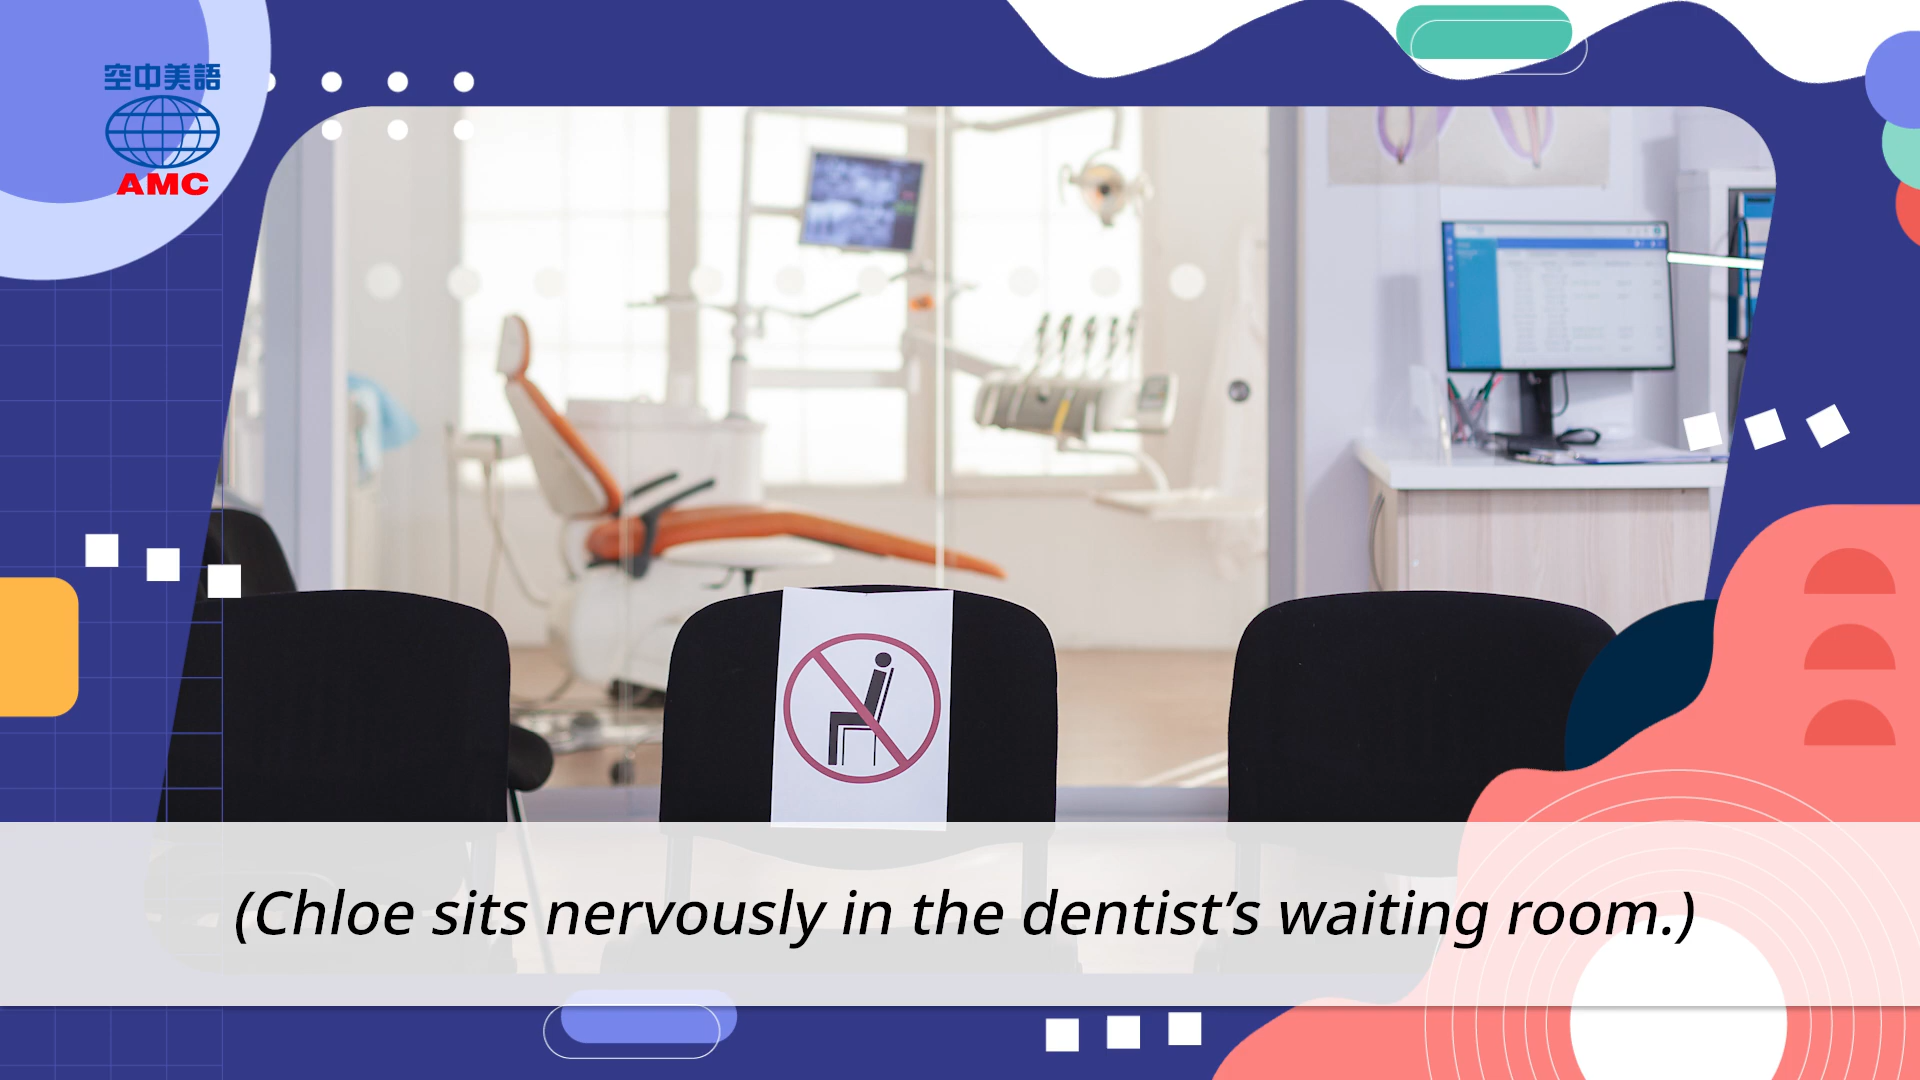 空中美語
AMC
(Chloe sits nervously in the dentist’s waiting room.)